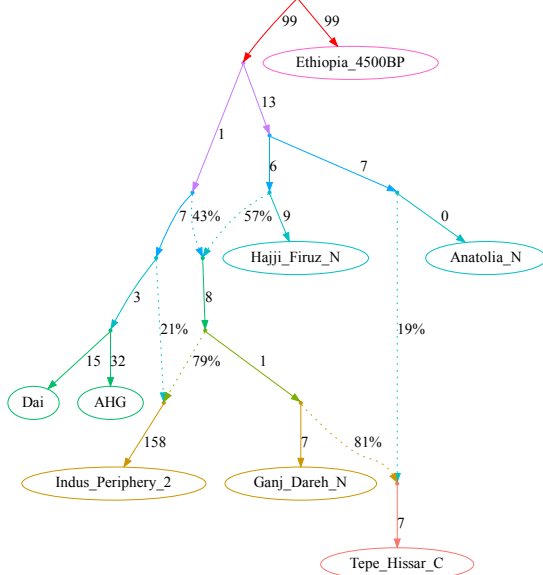 99 99
Ethiopia_4500BP
13
1
6 7
7 43% 57% 9 0
Hajji_Firuz_N Anatolia_N
3 8
21% 19%
15 32 79% 1
Dai AHG
158 7 81%
Indus_Periphery_2 Ganj_Dareh_N
7
Tepe_Hissar_C